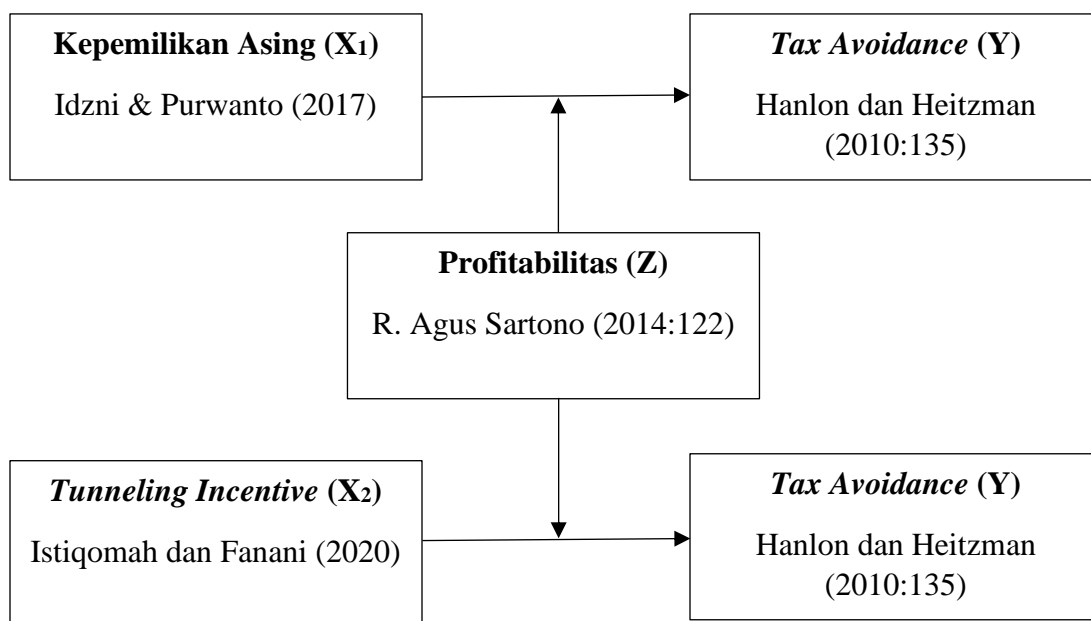 Kepemilikan Asing (X₁)
Idzni & Purwanto (2017)
Tax Avoidance (Y)
Hanlon dan Heitzman
(2010:135)
Profitabilitas (Z)
R. Agus Sartono (2014:122)
Tunneling Incentive (X₂)
Istiqomah dan Fanani (2020)
Tax Avoidance (Y)
Hanlon dan Heitzman
(2010:135)